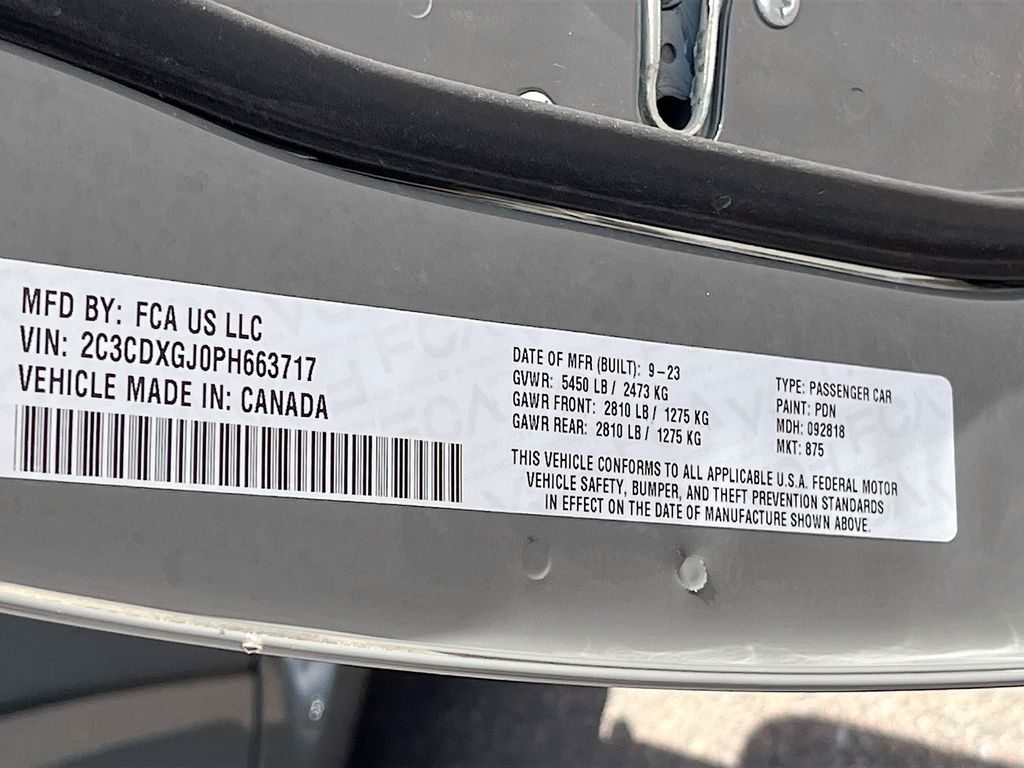 MFD BY: FCA US LLC
VIN: 2C3CDXGJ0PH663717
VEHICLE MADE IN: CANADA
DATE OF MFR (BUILT): 9-23
GVWR: 5450 LB / 2473 KG
GAWR FRONT: 2810 LB / 1275 KG
GAWR REAR: 2810 LB / 1275 KG
TYPE: PASSENGER CAR
PAINT: PDN
MDH: 092818
MKT: 875
THIS VEHICLE CONFORMS TO ALL APPLICABLE U.S.A. FEDERAL MOTOR
VEHICLE SAFETY, BUMPER, AND THEFT PREVENTION STANDARDS
IN EFFECT ON THE DATE OF MANUFACTURE SHOWN ABOVE.